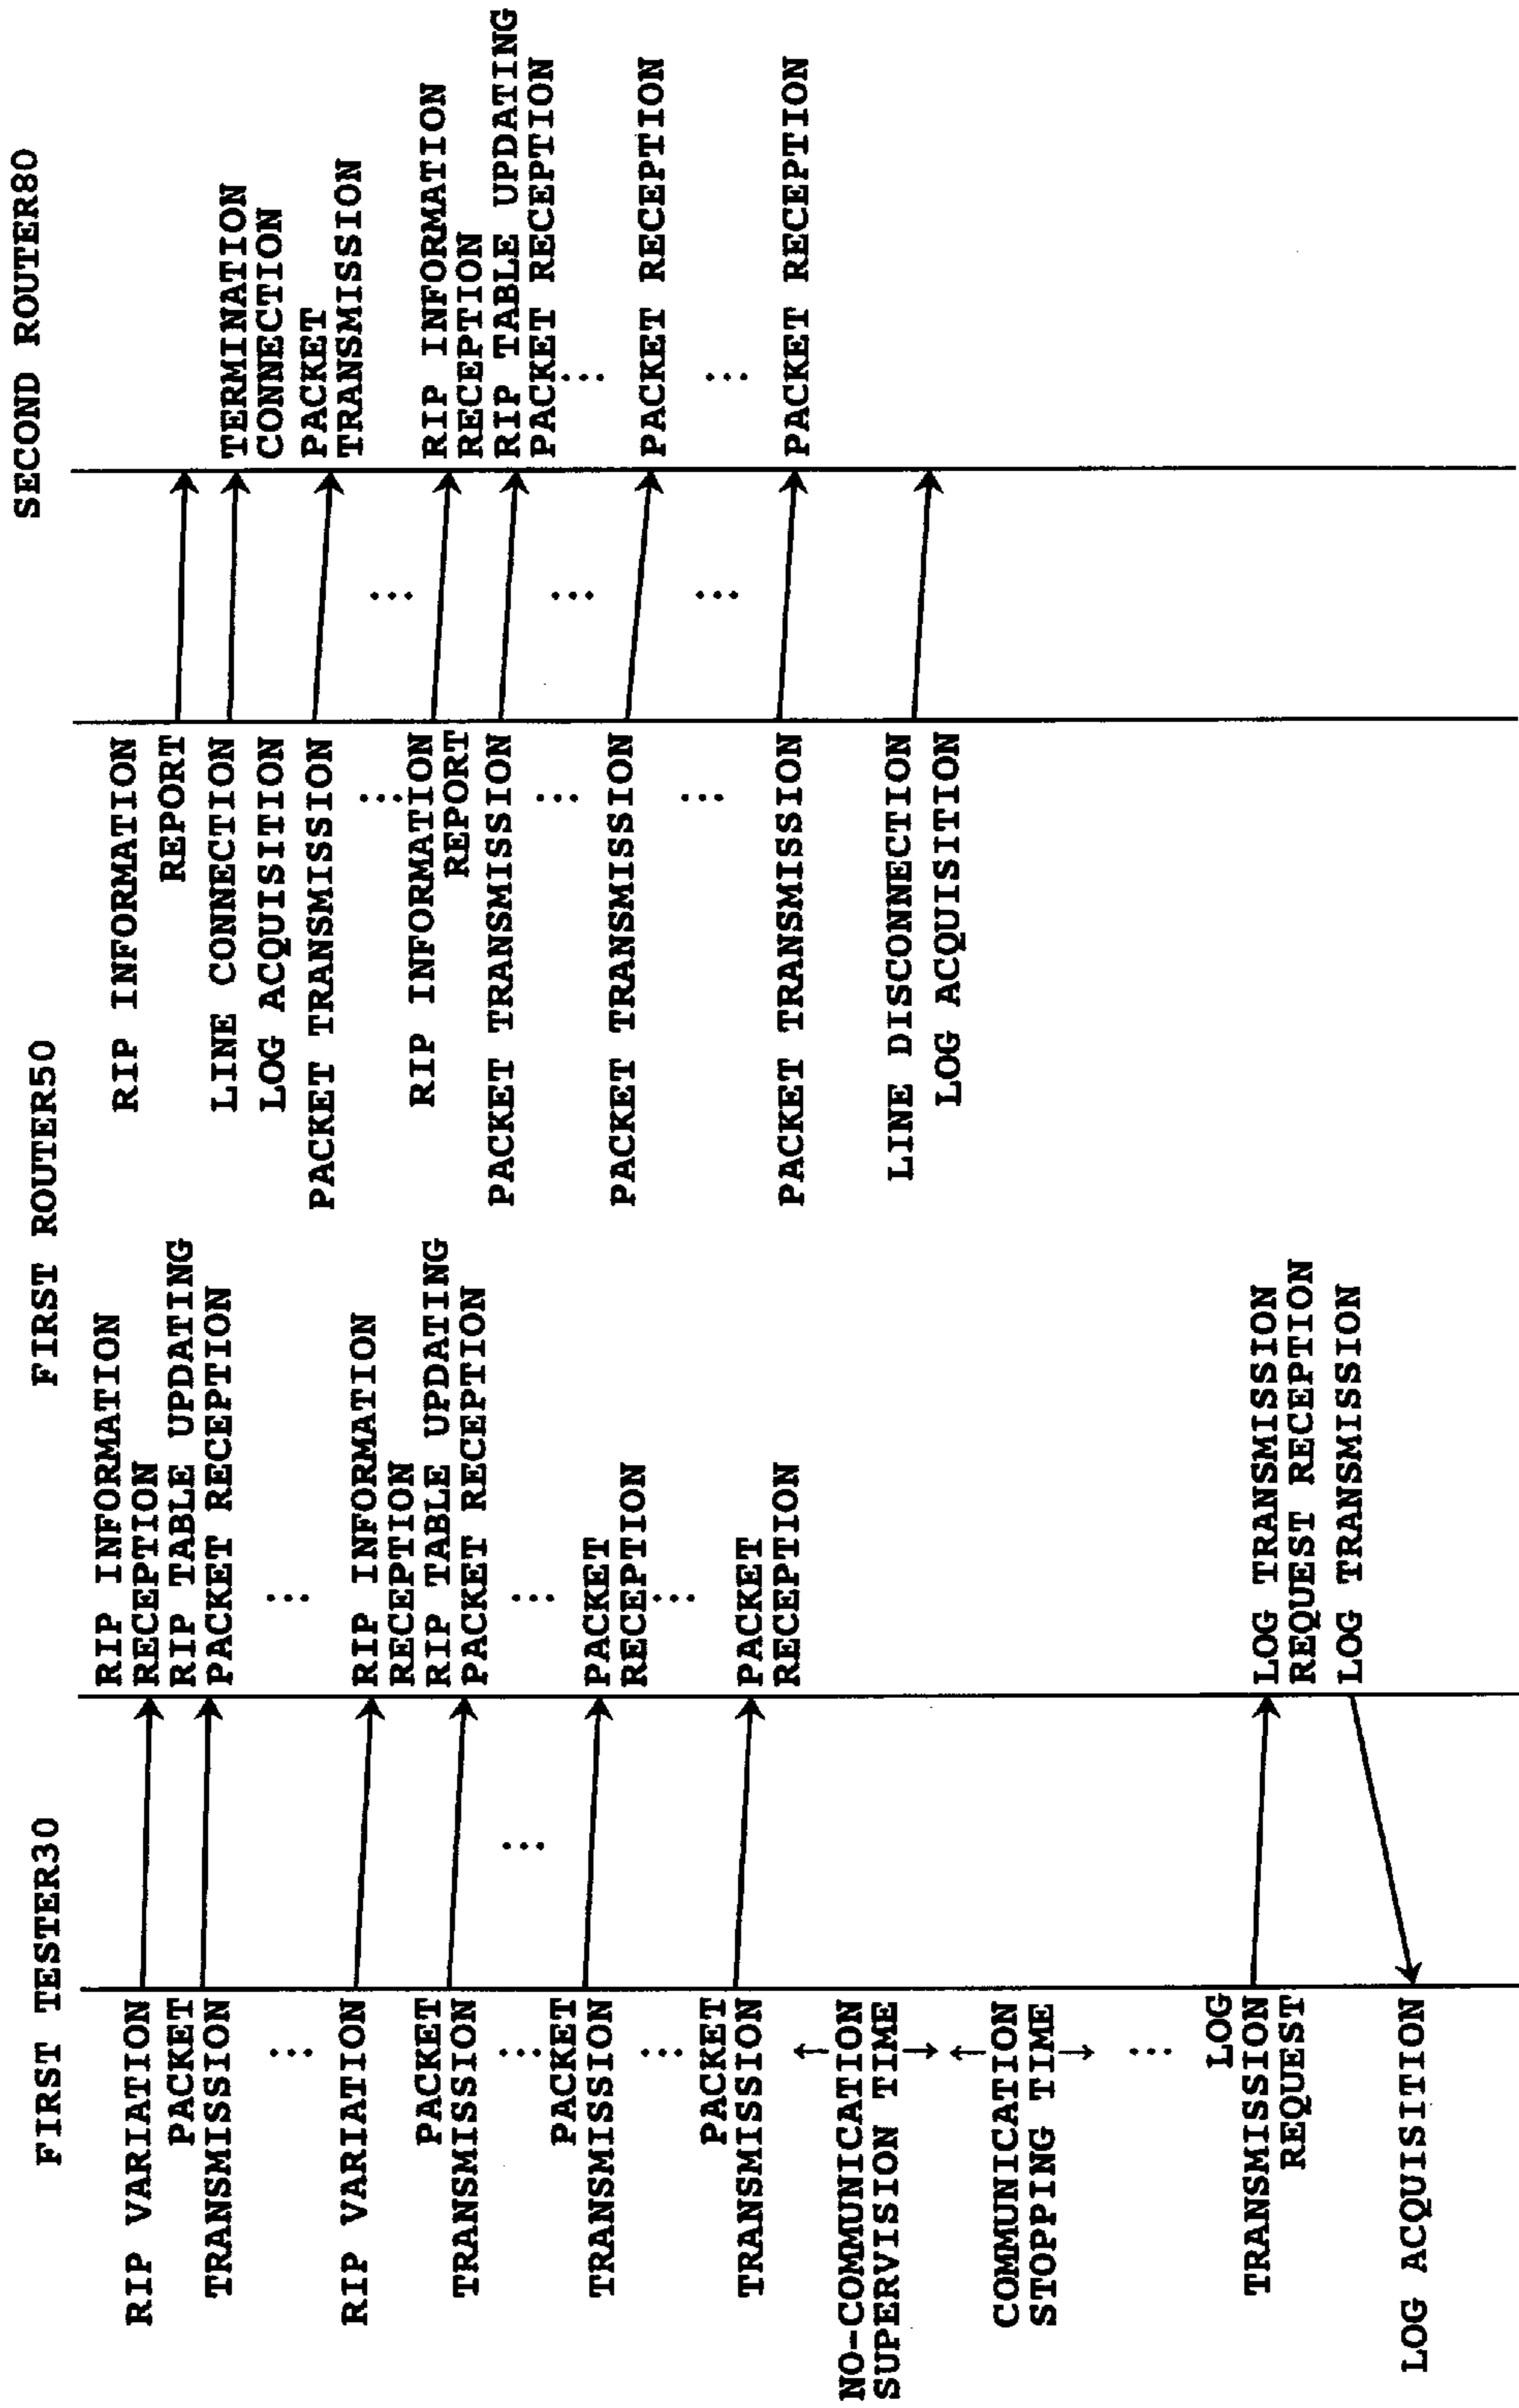 FIRST TESTER30
FIRST ROUTER50
SECOND ROUTER80
RIP VARIATION
PACKET
TRANSMISSION
...
RIP VARIATION
PACKET
TRANSMISSION
...
PACKET
TRANSMISSION
...
PACKET
TRANSMISSION
NO-COMMUNICATION
SUPERVISION TIME
COMMUNICATION
STOPPING TIME
...
LOG
TRANSMISSION
REQUEST
LOG ACQUISITION
...
RIP INFORMATION
RECEPTION
RIP TABLE UPDATING
PACKET RECEPTION
...
RIP INFORMATION
RECEPTION
RIP TABLE UPDATING
PACKET RECEPTION
...
PACKET
RECEPTION
...
PACKET
RECEPTION
LOG TRANSMISSION
REQUEST RECEPTION
LOG TRANSMISSION
RIP INFORMATION
REPORT
LINE CONNECTION
LOG ACQUISITION
PACKET TRANSMISSION
...
RIP INFORMATION
REPORT
PACKET TRANSMISSION
...
PACKET TRANSMISSION
...
PACKET TRANSMISSION
LINE DISCONNECTION
LOG ACQUISITION
...
...
...
TERMINATION
CONNECTION
PACKET
TRANSMISSION
RIP INFORMATION
RECEPTION
RIP TABLE UPDATING
PACKET RECEPTION
...
PACKET RECEPTION
...
PACKET RECEPTION